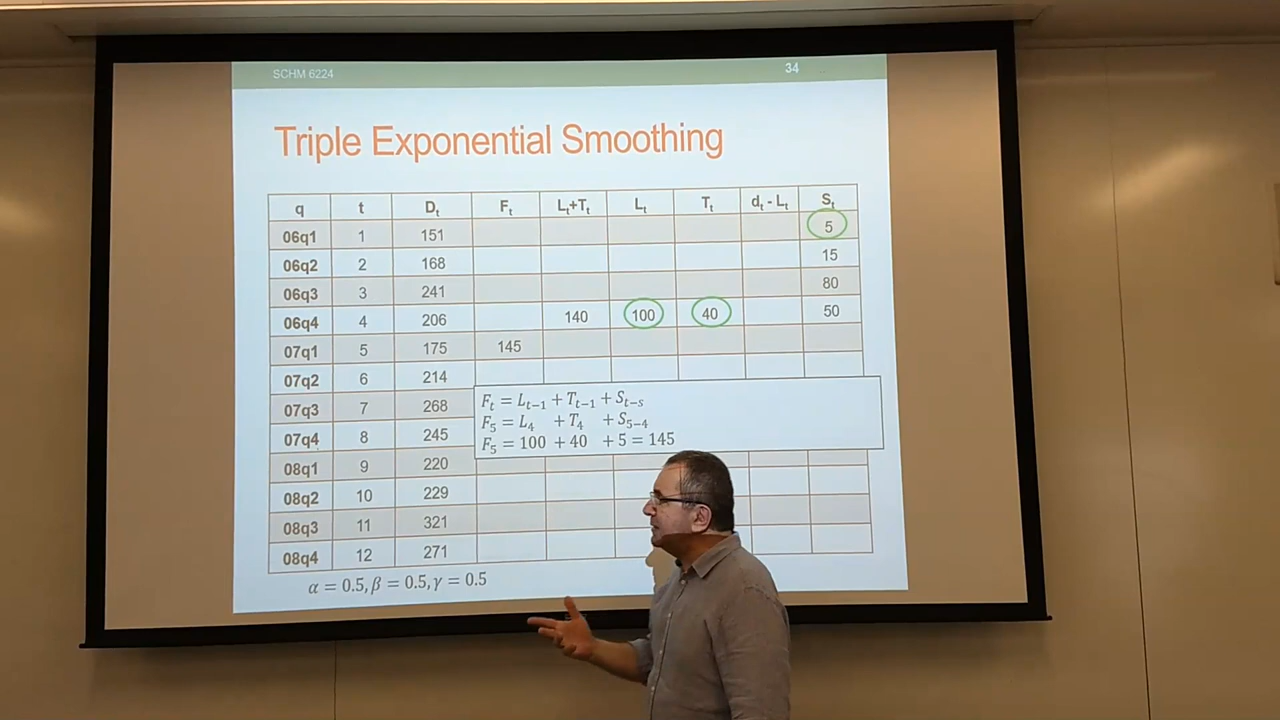 SCHM 6224 34
Triple Exponential Smoothing
q t Dₜ Fₜ Lₜ+Tₜ Lₜ Tₜ dₜ - Lₜ Sₜ
06q1 1 151 5
06q2 2 168 15
06q3 3 241 80
06q4 4 206 140 100 40 50
07q1 5 175 145
07q2 6 214
07q3 7 268
07q4 8 245
08q1 9 220
08q2 10 229
08q3 11 321
08q4 12 271
Fₜ = Lₜ₋₁ + Tₜ₋₁ + Sₜ₋ₛ
F₅ = L₄ + T₄ + S₅₋₄
F₅ = 100 + 40 + 5 = 145
α = 0.5, β = 0.5, γ = 0.5